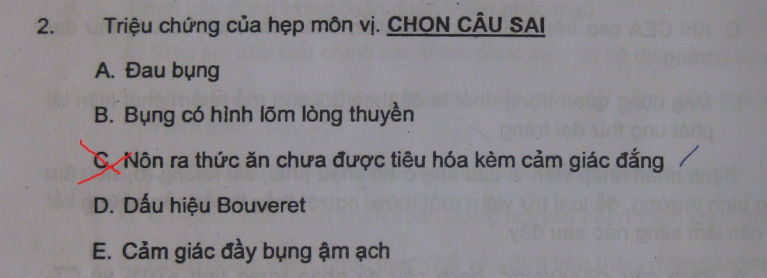 2. Triệu chứng của hẹp môn vị. CHỌN CÂU SAI
A. Đau bụng
B. Bụng có hình lõm lòng thuyền
C. Nôn ra thức ăn chưa được tiêu hóa kèm cảm giác đắng
D. Dấu hiệu Bouveret
E. Cảm giác đầy bụng ậm ạch